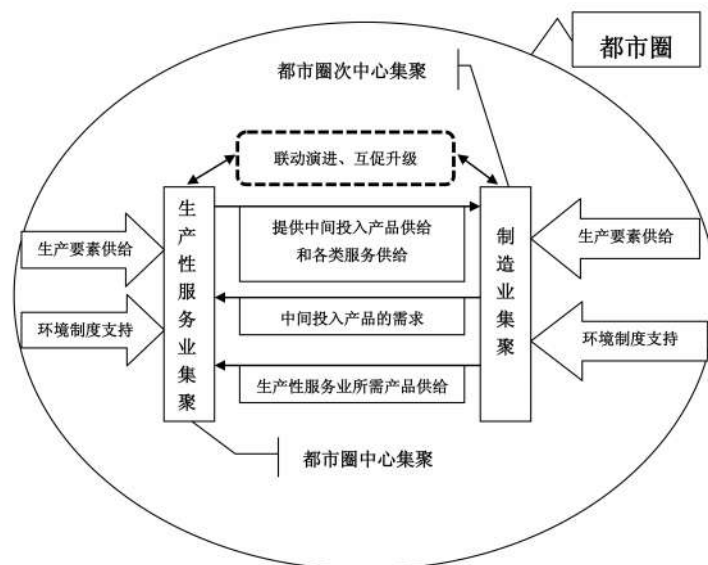 都市圈
都市圈次中心集聚
联动演进、互促升级
生产性服务业集聚
制造业集聚
提供中间投入产品供给
和各类服务供给
生产要素供给
生产要素供给
中间投入产品的需求
环境制度支持
环境制度支持
生产性服务业所需产品供给
都市圈中心集聚